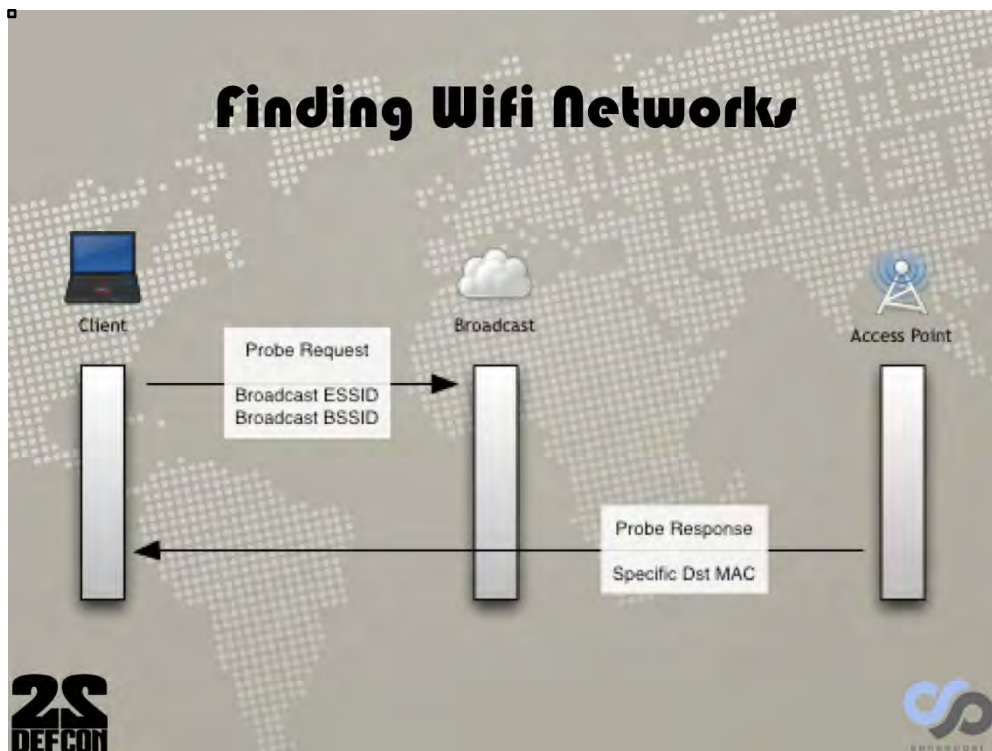 Finding Wifi Networks
Client
Broadcast
Access Point
Probe Request
Broadcast ESSID
Broadcast BSSID
Probe Response
Specific Dst MAC
DEFCON
sensepost